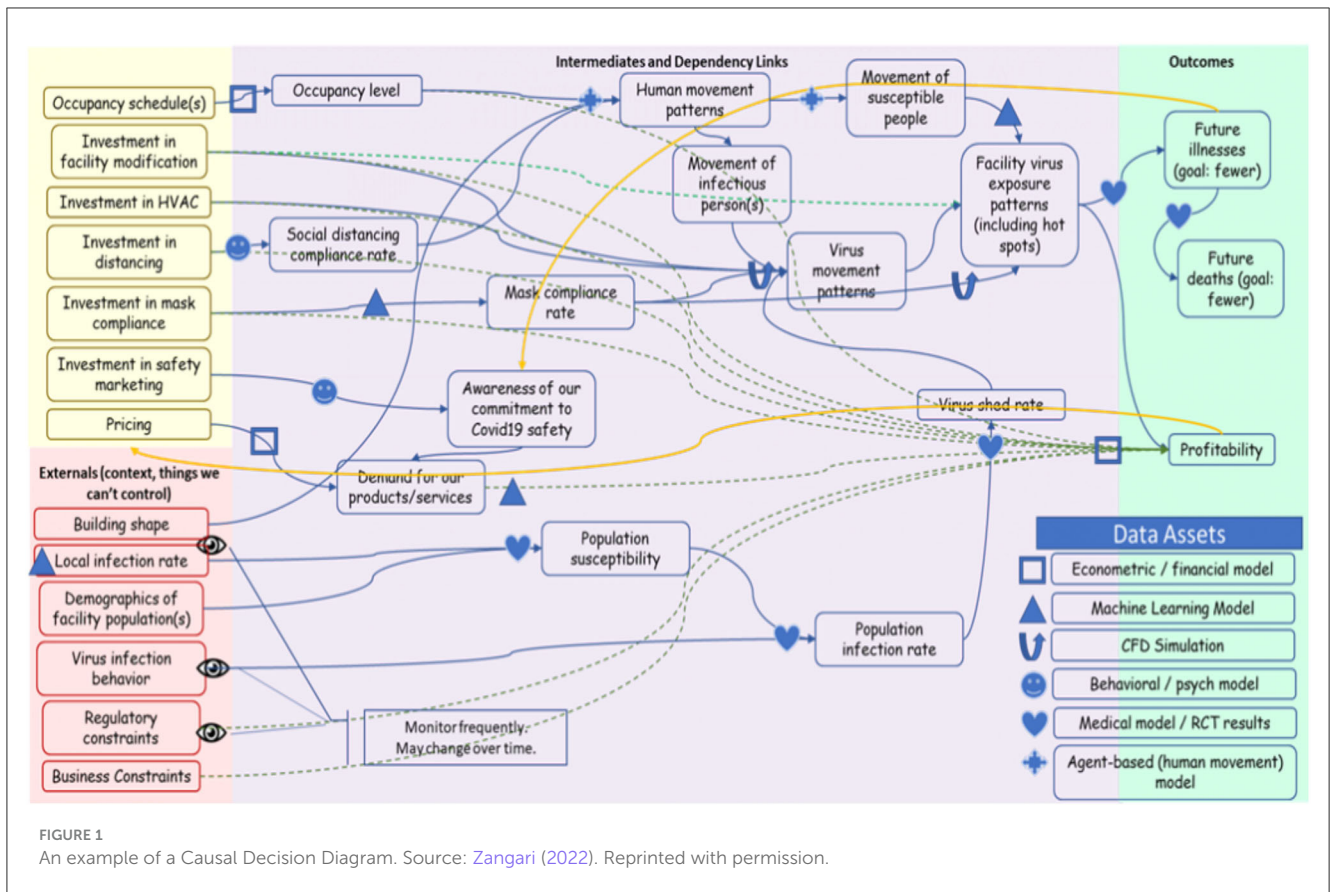 Intermediates and Dependency Links
Outcomes
Occupancy schedule(s)
Investment in
facility modification
Investment in HVAC
Investment in
distancing
Investment in mask
compliance
Investment in safety
marketing
Pricing
Externals (context, things we
can't control)
Building shape
Local infection rate
Demographics of
facility population(s)
Virus infection
behavior
Regulatory
constraints
Business Constraints
Occupancy level
Social distancing
compliance rate
Mask compliance
rate
Awareness of our
commitment to
Covid19 safety
Demand for our
products/services
Population
susceptibility
Monitor frequently.
May change over time.
Human movement
patterns
Movement of
infectious
person(s)
Movement of
susceptible
people
Virus
movement
patterns
Facility virus
exposure
patterns
(including hot
spots)
Virus shed rate
Population
infection rate
Future
illnesses
(goal: fewer)
Future
deaths (goal:
fewer)
Profitability
Data Assets
Econometric / financial model
Machine Learning Model
CFD Simulation
Behavioral / psych model
Medical model / RCT results
Agent-based (human movement)
model
FIGURE 1
An example of a Causal Decision Diagram. Source: Zangari (2022). Reprinted with permission.